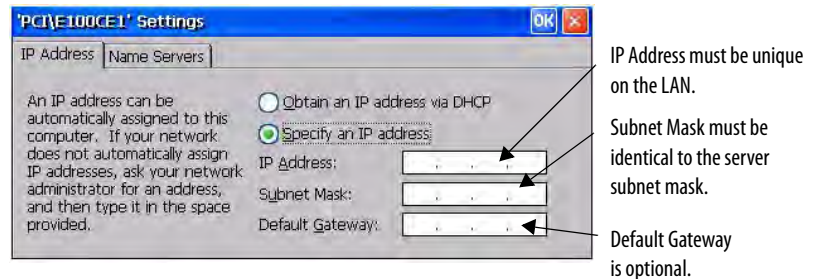 'PCI\E100CE1' Settings
OK
IP Address
Name Servers
An IP address can be
automatically assigned to this
computer. If your network
does not automatically assign
IP addresses, ask your network
administrator for an address,
and then type it in the space
provided.
Obtain an IP address via DHCP
Specify an IP address
IP Address:
Subnet Mask:
Default Gateway:
IP Address must be unique
on the LAN.
Subnet Mask must be
identical to the server
subnet mask.
Default Gateway
is optional.